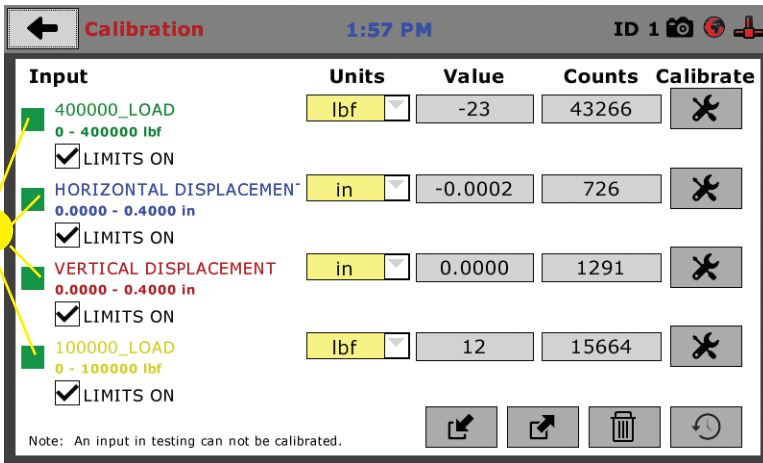 Calibration 1:57 PM ID 1
Input Units Value Counts Calibrate
400000_LOAD lbf -23 43266
0 - 400000 lbf
LIMITS ON
HORIZONTAL DISPLACEMENT in -0.0002 726
0.0000 - 0.4000 in
LIMITS ON
VERTICAL DISPLACEMENT in 0.0000 1291
0.0000 - 0.4000 in
LIMITS ON
100000_LOAD lbf 12 15664
0 - 100000 lbf
LIMITS ON
Note: An input in testing can not be calibrated.